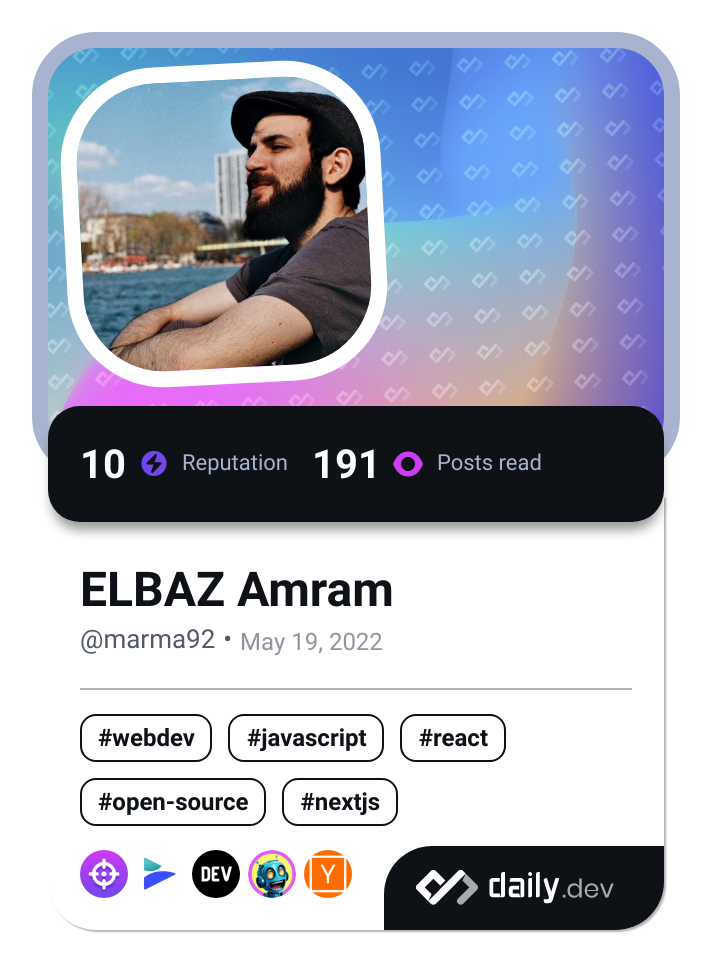 10 Reputation 191 Posts read
ELBAZ Amram
@marma92 • May 19, 2022
#webdev #javascript #react
#open-source #nextjs
DEV Y daily.dev